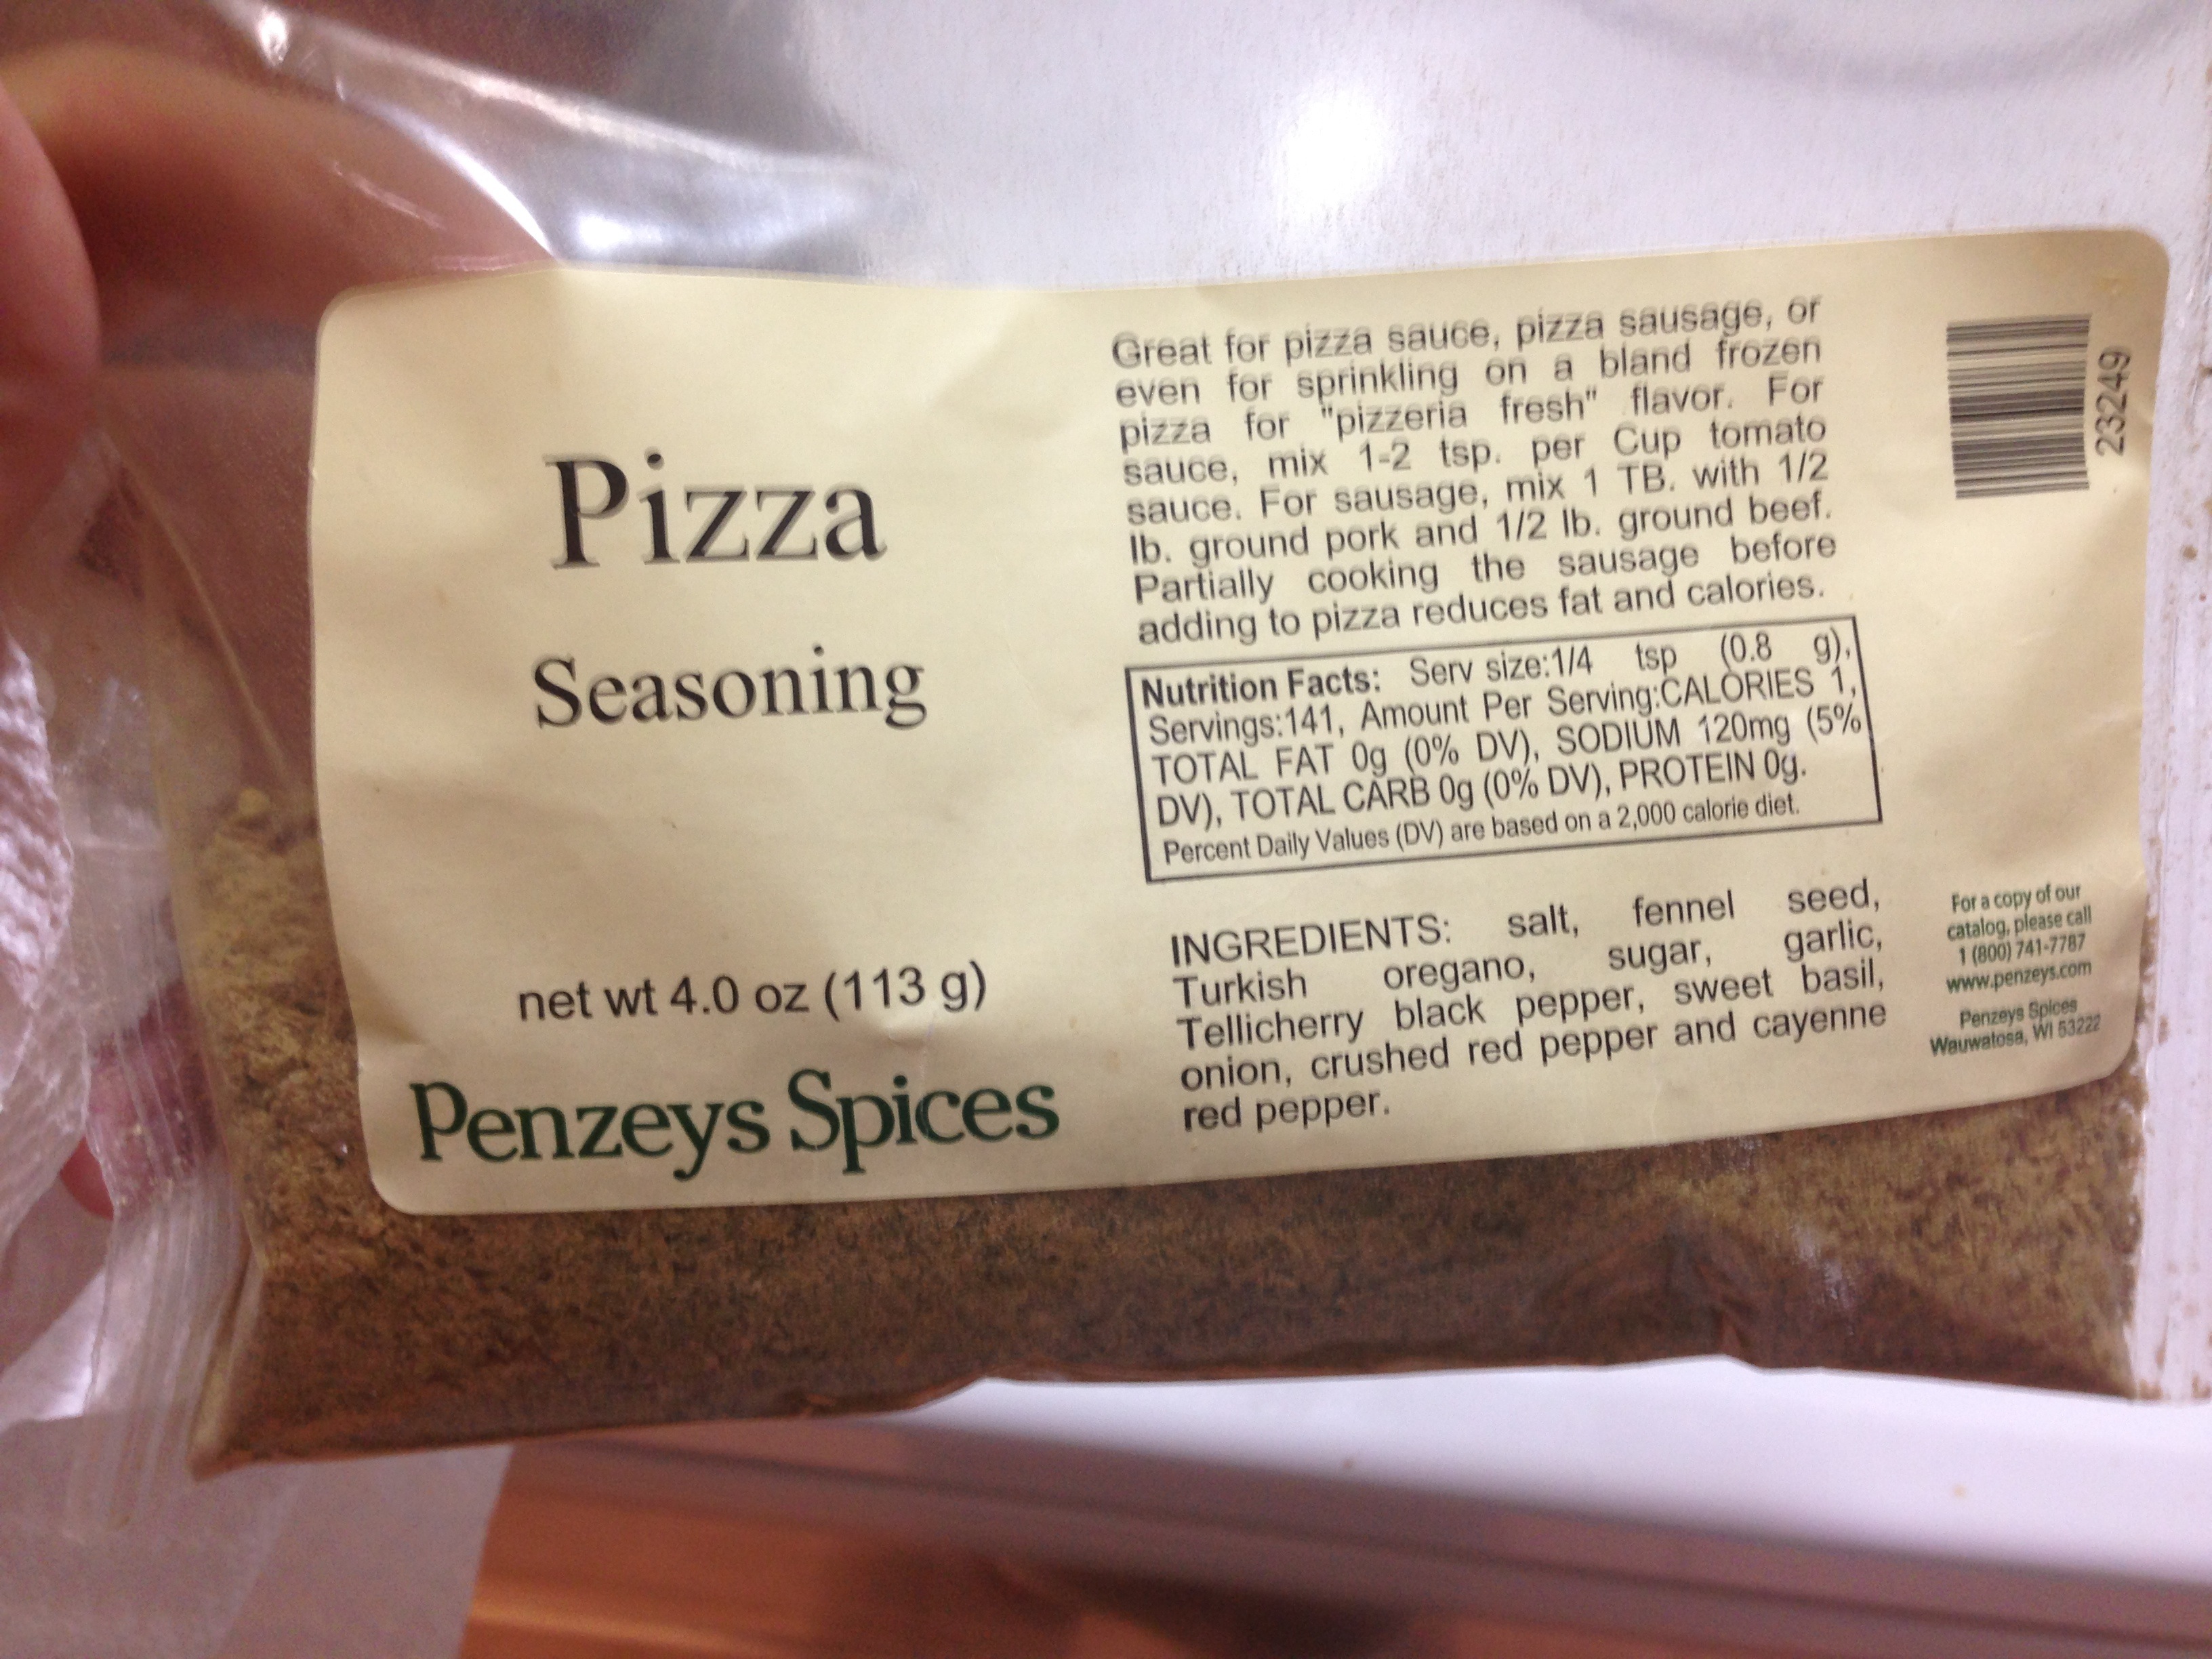 Pizza
Seasoning
net wt 4.0 oz (113 g)
Penzeys Spices
Great for pizza sauce, pizza sausage, or
even for sprinkling on a bland frozen
pizza for "pizzeria fresh" flavor. For
sauce, mix 1-2 tsp. per Cup tomato
sauce. For sausage, mix 1 TB. with 1/2
lb. ground pork and 1/2 lb. ground beef.
Partially cooking the sausage before
adding to pizza reduces fat and calories.
Nutrition Facts: Serv size:1/4 tsp (0.8 g),
Servings:141, Amount Per Serving:CALORIES 1,
TOTAL FAT 0g (0% DV), SODIUM 120mg (5%
DV), TOTAL CARB 0g (0% DV), PROTEIN 0g.
Percent Daily Values (DV) are based on a 2,000 calorie diet.
INGREDIENTS: salt, fennel seed,
Turkish oregano, sugar, garlic,
Tellicherry black pepper, sweet basil,
onion, crushed red pepper and cayenne
red pepper.
23249
For a copy of our
catalog, please call
1 (800) 741-7787
www.penzeys.com
Penzeys Spices
Wauwatosa, WI 53222